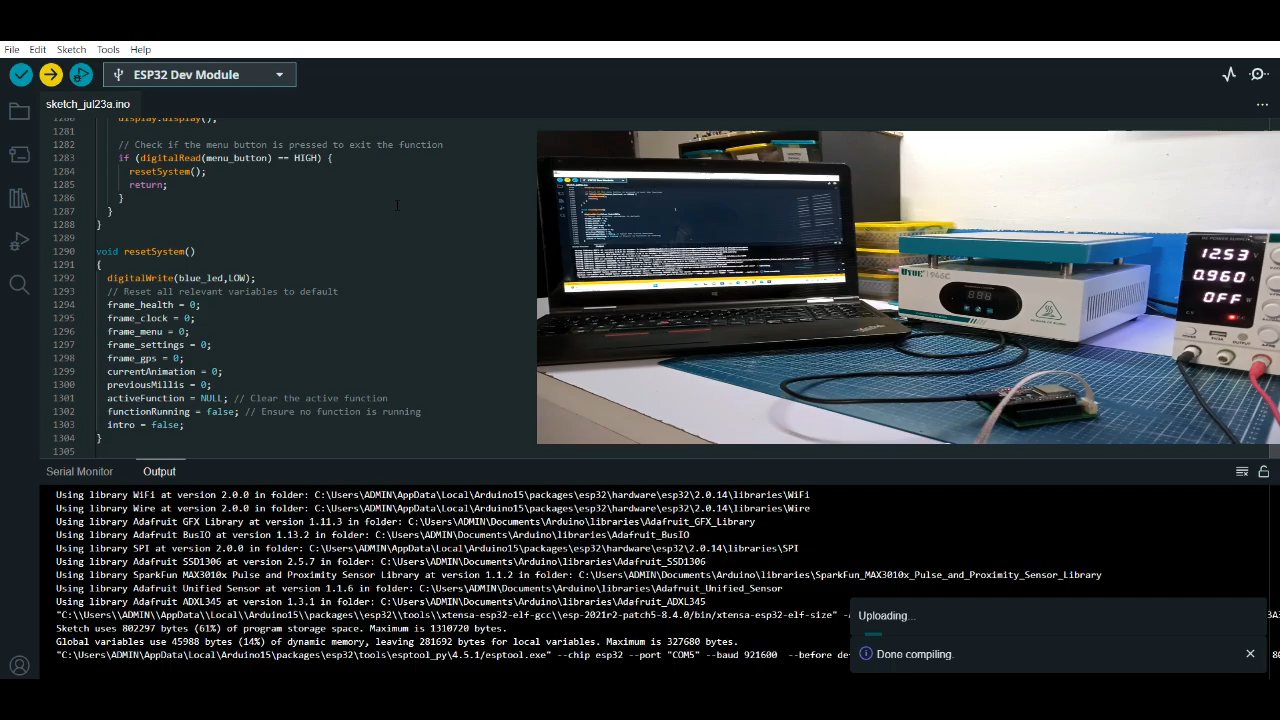 File Edit Sketch Tools Help
ESP32 Dev Module
sketch_jul23a.ino
1280 display.display();
1281
1282 // Check if the menu button is pressed to exit the function
1283 if (digitalRead(menu_button) == HIGH) {
1284 resetSystem();
1285 return;
1286 }
1287 }
1288 }
1289
1290 void resetSystem()
1291 {
1292 digitalWrite(blue_led,LOW);
1293 // Reset all relevant variables to default
1294 frame_health = 0;
1295 frame_clock = 0;
1296 frame_menu = 0;
1297 frame_settings = 0;
1298 frame_gps = 0;
1299 currentAnimation = 0;
1300 previousMillis = 0;
1301 activeFunction = NULL; // Clear the active function
1302 functionRunning = false; // Ensure no function is running
1303 intro = false;
1304 }
1305
UYUE 946C
DC POWER SUPPLY
12.53 V
0.960 A
OFF W
Serial Monitor Output
Using library WiFi at version 2.0.0 in folder: C:\Users\ADMIN\AppData\Local\Arduino15\packages\esp32\hardware\esp32\2.0.14\libraries\WiFi
Using library Wire at version 2.0.0 in folder: C:\Users\ADMIN\AppData\Local\Arduino15\packages\esp32\hardware\esp32\2.0.14\libraries\Wire
Using library Adafruit GFX Library at version 1.11.3 in folder: C:\Users\ADMIN\Documents\Arduino\libraries\Adafruit_GFX_Library
Using library Adafruit BusIO at version 1.13.2 in folder: C:\Users\ADMIN\Documents\Arduino\libraries\Adafruit_BusIO
Using library SPI at version 2.0.0 in folder: C:\Users\ADMIN\AppData\Local\Arduino15\packages\esp32\hardware\esp32\2.0.14\libraries\SPI
Using library Adafruit SSD1306 at version 2.5.7 in folder: C:\Users\ADMIN\Documents\Arduino\libraries\Adafruit_SSD1306
Using library SparkFun MAX3010x Pulse and Proximity Sensor Library at version 1.1.2 in folder: C:\Users\ADMIN\Documents\Arduino\libraries\SparkFun_MAX3010x_Pulse_and_Proximity_Sensor_Library
Using library Adafruit Unified Sensor at version 1.1.6 in folder: C:\Users\ADMIN\Documents\Arduino\libraries\Adafruit_Unified_Sensor
Using library Adafruit ADXL345 at version 1.3.1 in folder: C:\Users\ADMIN\Documents\Arduino\libraries\Adafruit_ADXL345
"C:\\Users\\ADMIN\\AppData\\Local\\Arduino15\\packages\\esp32\\tools\\xtensa-esp32-elf-gcc\\esp-2021r2-patch5-8.4.0/bin/xtensa-esp32-elf-size"
Sketch uses 802297 bytes (61%) of program storage space. Maximum is 1310720 bytes.
Global variables use 45988 bytes (14%) of dynamic memory, leaving 281692 bytes for local variables. Maximum is 327680 bytes.
"C:\Users\ADMIN\AppData\Local\Arduino15\packages\esp32\tools\esptool_py\4.5.1/esptool.exe" --chip esp32 --port "COM5" --baud 921600 --before de
Uploading...
Done compiling.